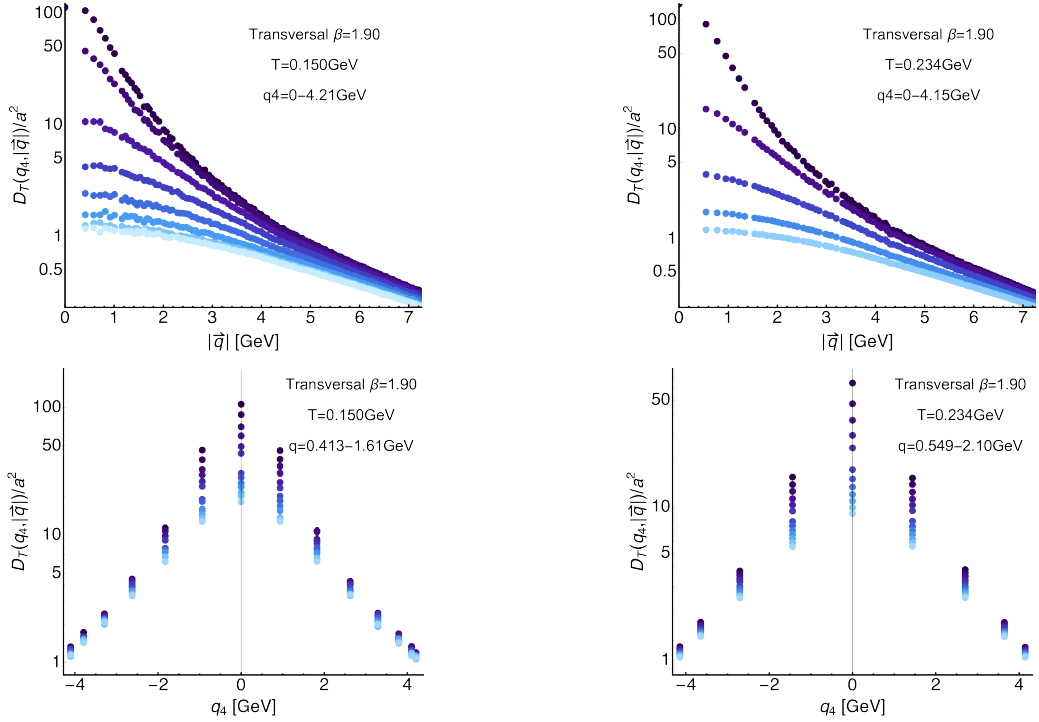 100
50
10
5
1
0.5
D_T(q_4,|q⃗|)/a^2
Transversal β=1.90
T=0.150GeV
q4=0−4.21GeV
0 1 2 3 4 5 6 7
|q⃗| [GeV]
100
50
10
5
1
0.5
D_T(q_4,|q⃗|)/a^2
Transversal β=1.90
T=0.234GeV
q4=0−4.15GeV
0 1 2 3 4 5 6 7
|q⃗| [GeV]
100
50
10
5
1
D_T(q_4,|q⃗|)/a^2
Transversal β=1.90
T=0.150GeV
q=0.413−1.61GeV
−4 −2 0 2 4
q_4 [GeV]
50
10
5
1
D_T(q_4,|q⃗|)/a^2
Transversal β=1.90
T=0.234GeV
q=0.549−2.10GeV
−4 −2 0 2 4
q_4 [GeV]